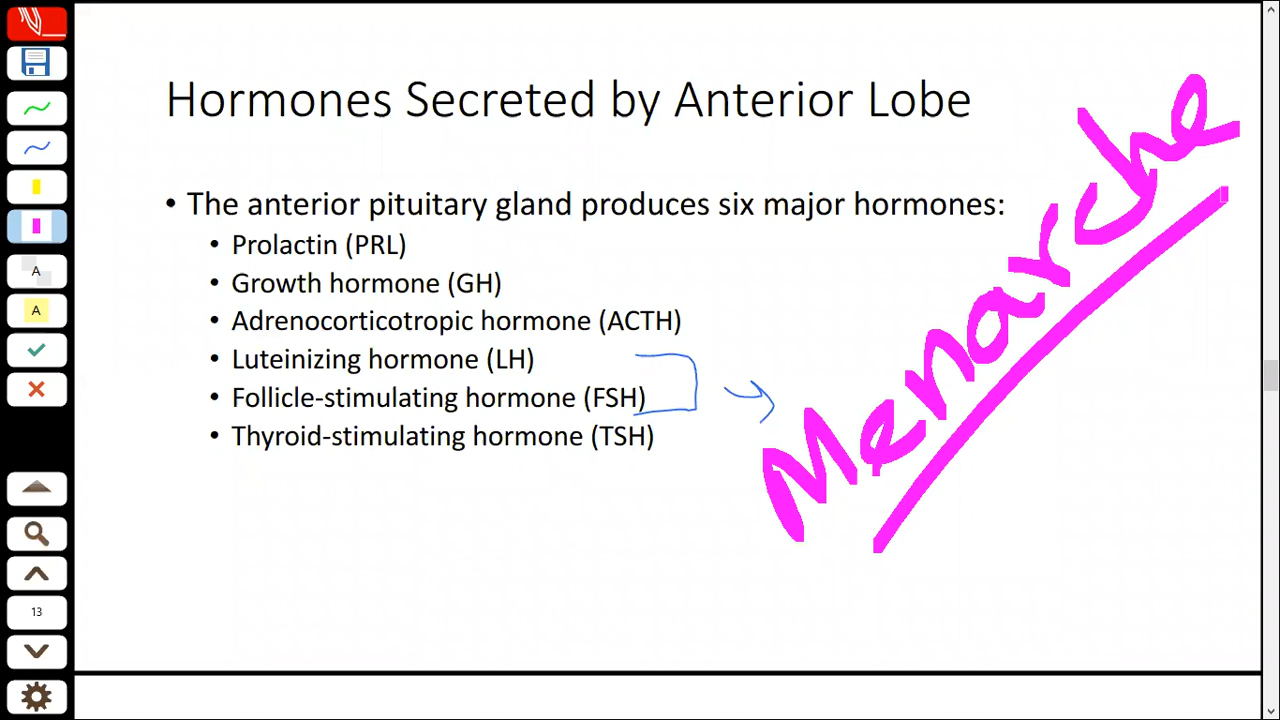 Hormones Secreted by Anterior Lobe
• The anterior pituitary gland produces six major hormones:
• Prolactin (PRL)
• Growth hormone (GH)
• Adrenocorticotropic hormone (ACTH)
• Luteinizing hormone (LH)
• Follicle-stimulating hormone (FSH)
• Thyroid-stimulating hormone (TSH)
Menarche
A
A
13